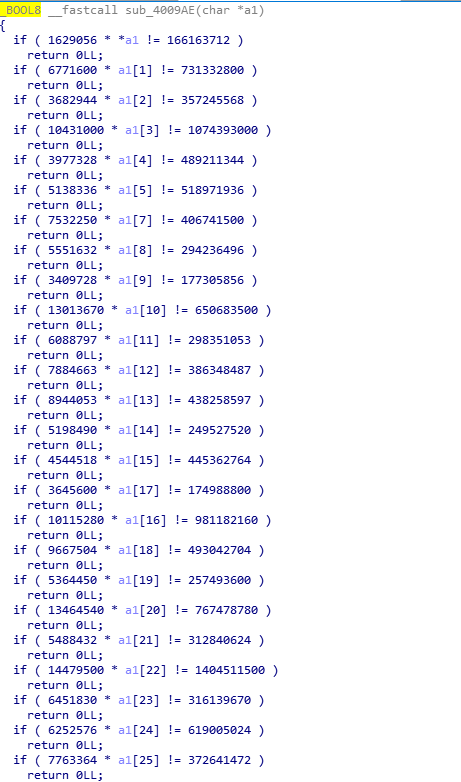 _BOOL8 __fastcall sub_4009AE(char *a1)
{
if ( 1629056 * *a1 != 166163712 )
return 0LL;
if ( 6771600 * a1[1] != 731332800 )
return 0LL;
if ( 3682944 * a1[2] != 357245568 )
return 0LL;
if ( 10431000 * a1[3] != 1074393000 )
return 0LL;
if ( 3977328 * a1[4] != 489211344 )
return 0LL;
if ( 5138336 * a1[5] != 518971936 )
return 0LL;
if ( 7532250 * a1[7] != 406741500 )
return 0LL;
if ( 5551632 * a1[8] != 294236496 )
return 0LL;
if ( 3409728 * a1[9] != 177305856 )
return 0LL;
if ( 13013670 * a1[10] != 650683500 )
return 0LL;
if ( 6088797 * a1[11] != 298351053 )
return 0LL;
if ( 7884663 * a1[12] != 386348487 )
return 0LL;
if ( 8944053 * a1[13] != 438258597 )
return 0LL;
if ( 5198490 * a1[14] != 249527520 )
return 0LL;
if ( 4544518 * a1[15] != 445362764 )
return 0LL;
if ( 3645600 * a1[17] != 174988800 )
return 0LL;
if ( 10115280 * a1[16] != 981182160 )
return 0LL;
if ( 9667504 * a1[18] != 493042704 )
return 0LL;
if ( 5364450 * a1[19] != 257493600 )
return 0LL;
if ( 13464540 * a1[20] != 767478780 )
return 0LL;
if ( 5488432 * a1[21] != 312840624 )
return 0LL;
if ( 14479500 * a1[22] != 1404511500 )
return 0LL;
if ( 6451830 * a1[23] != 316139670 )
return 0LL;
if ( 6252576 * a1[24] != 619005024 )
return 0LL;
if ( 7763364 * a1[25] != 372641472 )
return 0LL;